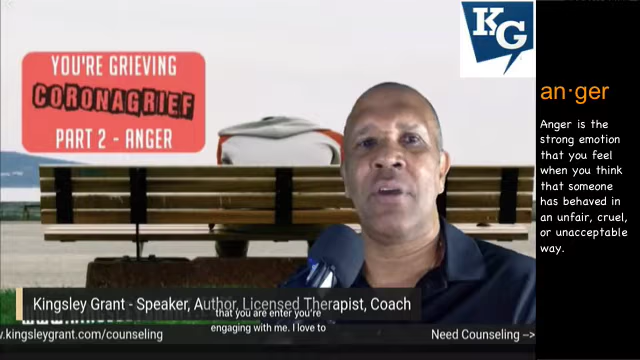 KG
YOU'RE GRIEVING
CORONAGRIEF
PART 2 - ANGER
an·ger
Anger is the
strong emotion
that you feel
when you think
that someone
has behaved in
an unfair, cruel,
or unacceptable
way.
Kingsley Grant - Speaker, Author, Licensed Therapist, Coach
that you are enter you're
engaging with me. I love to
.kingsleygrant.com/counseling
Need Counseling -->